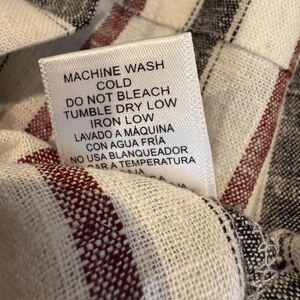 MACHINE WASH
COLD
DO NOT BLEACH
TUMBLE DRY LOW
IRON LOW
LAVADO A MÁQUINA
CON AGUA FRÍA
NO USA BLANQUEADOR
A TEMPERATURA